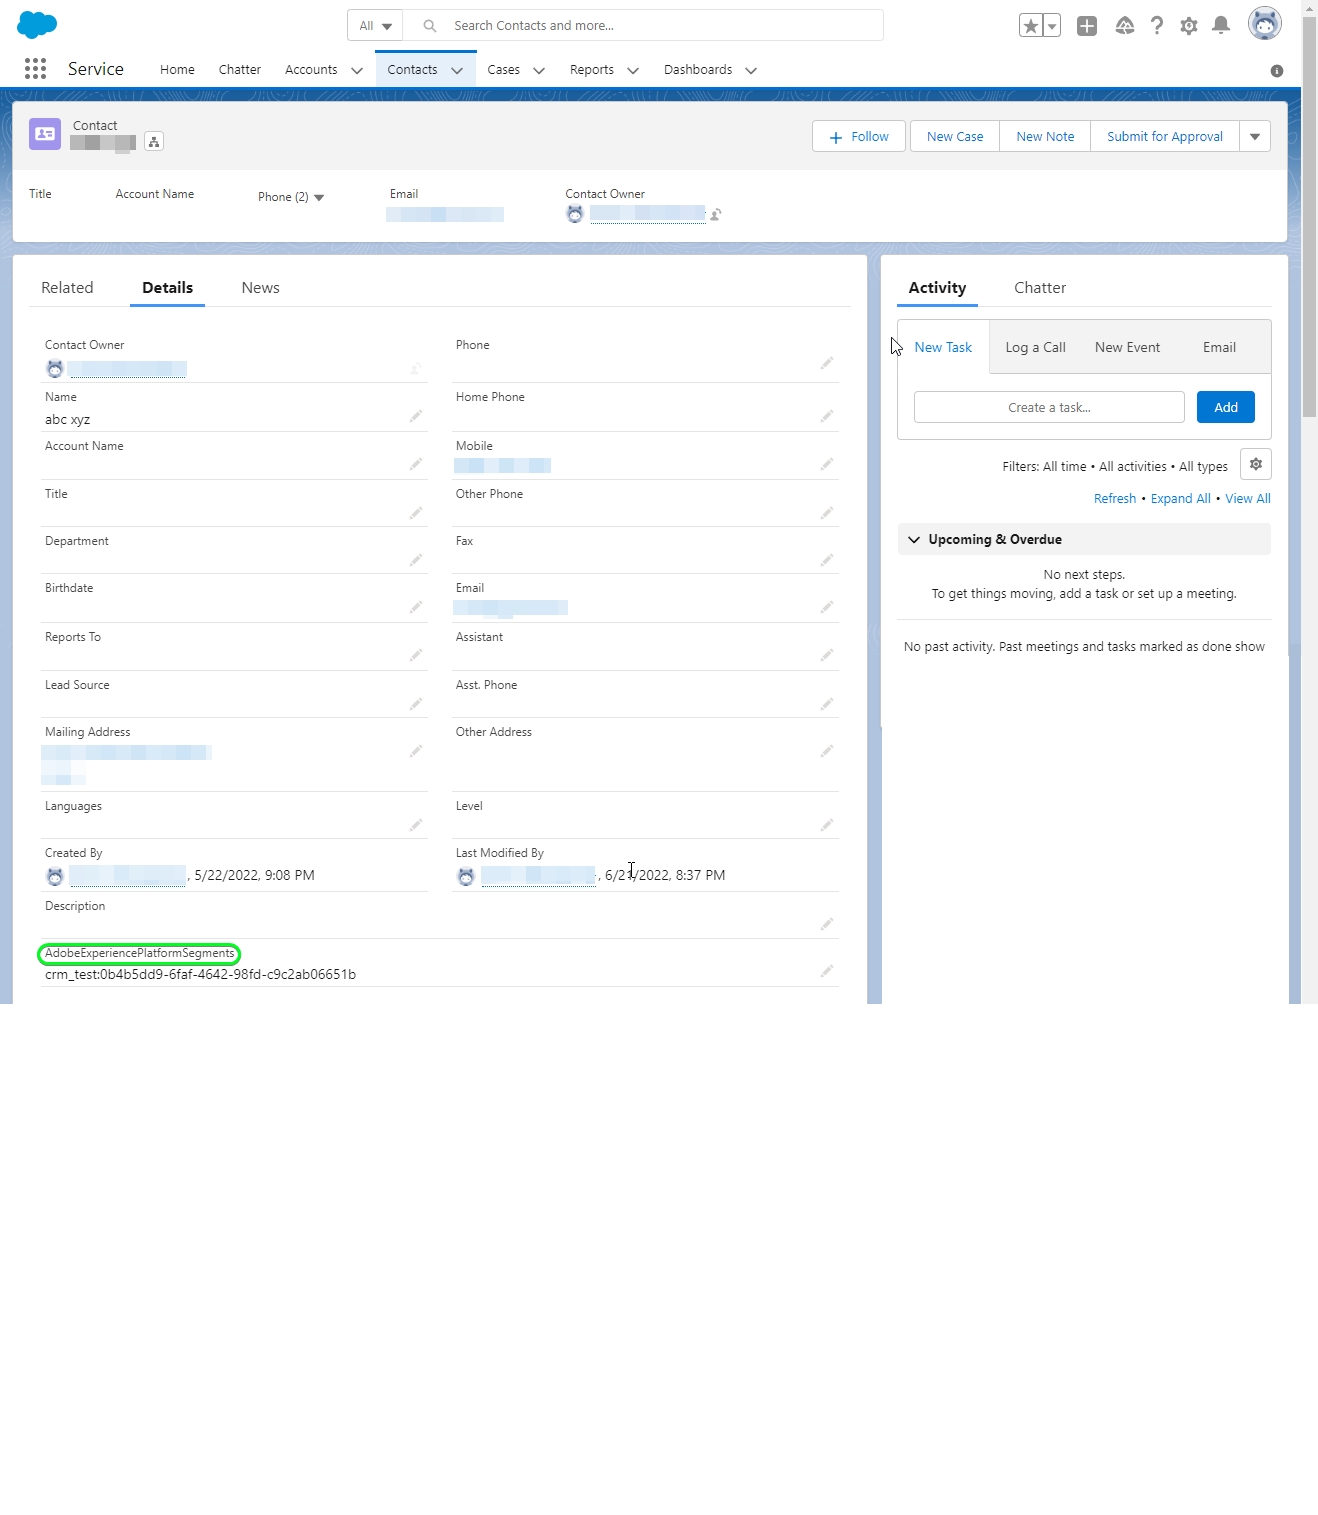 All
Search Contacts and more...
Service
Home
Chatter
Accounts
Contacts
Cases
Reports
Dashboards
Contact
Follow
New Case
New Note
Submit for Approval
Title
Account Name
Phone (2)
Email
Contact Owner
Related
Details
News
Contact Owner
Phone
Name
abc xyz
Home Phone
Account Name
Mobile
Title
Other Phone
Department
Fax
Birthdate
Email
Reports To
Assistant
Lead Source
Asst. Phone
Mailing Address
Other Address
Languages
Level
Created By
, 5/22/2022, 9:08 PM
Last Modified By
, 6/21/2022, 8:37 PM
Description
AdobeExperiencePlatformSegments
crm_test:0b4b5dd9-6faf-4642-98fd-c9c2ab06651b
Activity
Chatter
New Task
Log a Call
New Event
Email
Create a task...
Add
Filters: All time • All activities • All types
Refresh • Expand All • View All
Upcoming & Overdue
No next steps.
To get things moving, add a task or set up a meeting.
No past activity. Past meetings and tasks marked as done show